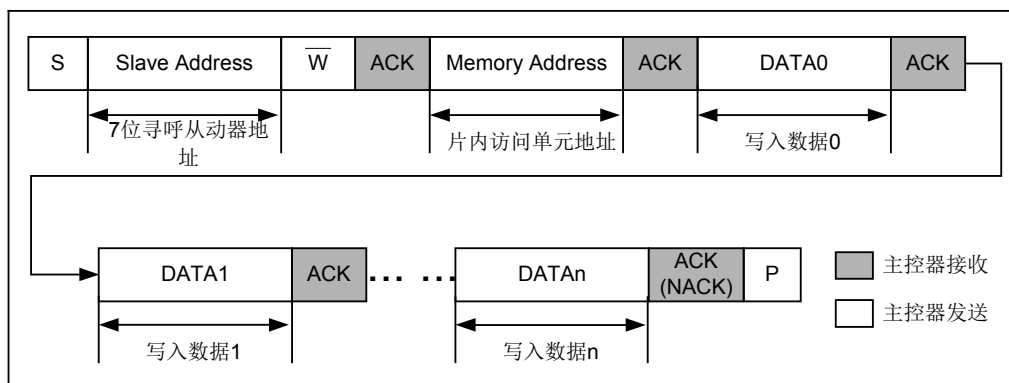 S Slave Address W ACK Memory Address ACK DATA0 ACK
7位寻呼从动器地
址
片内访问单元地址
写入数据0
DATA1 ACK ... ... DATAn ACK
(NACK) P
主控器接收
主控器发送
写入数据1
写入数据n